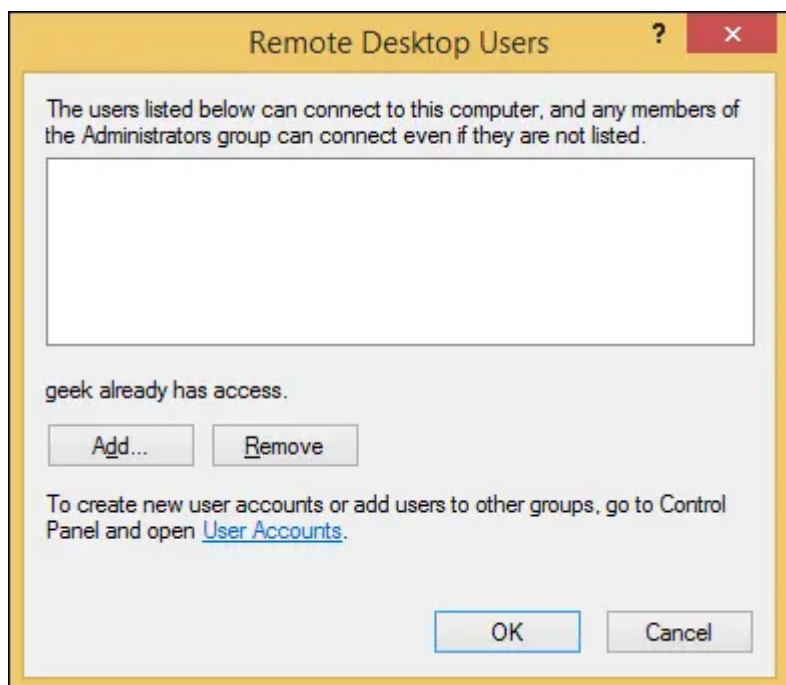 Remote Desktop Users
?
The users listed below can connect to this computer, and any members of
the Administrators group can connect even if they are not listed.
geek already has access.
Add...
Remove
To create new user accounts or add users to other groups, go to Control
Panel and open User Accounts.
OK
Cancel